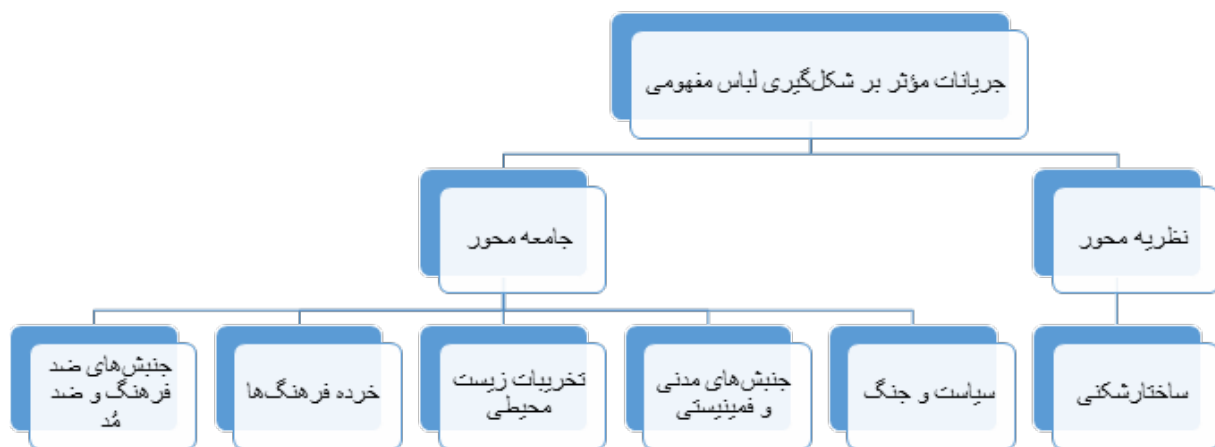 جریانات مؤثر بر شکل‌گیری لباس مفهومی
نظریه محور
جامعه محور
ساختارشکنی
سیاست و جنگ
جنبش‌های مدنی
و فمینیستی
تخریبات زیست
محیطی
خرده فرهنگ‌ها
جنبش‌های ضد
فرهنگ و ضد
مُد